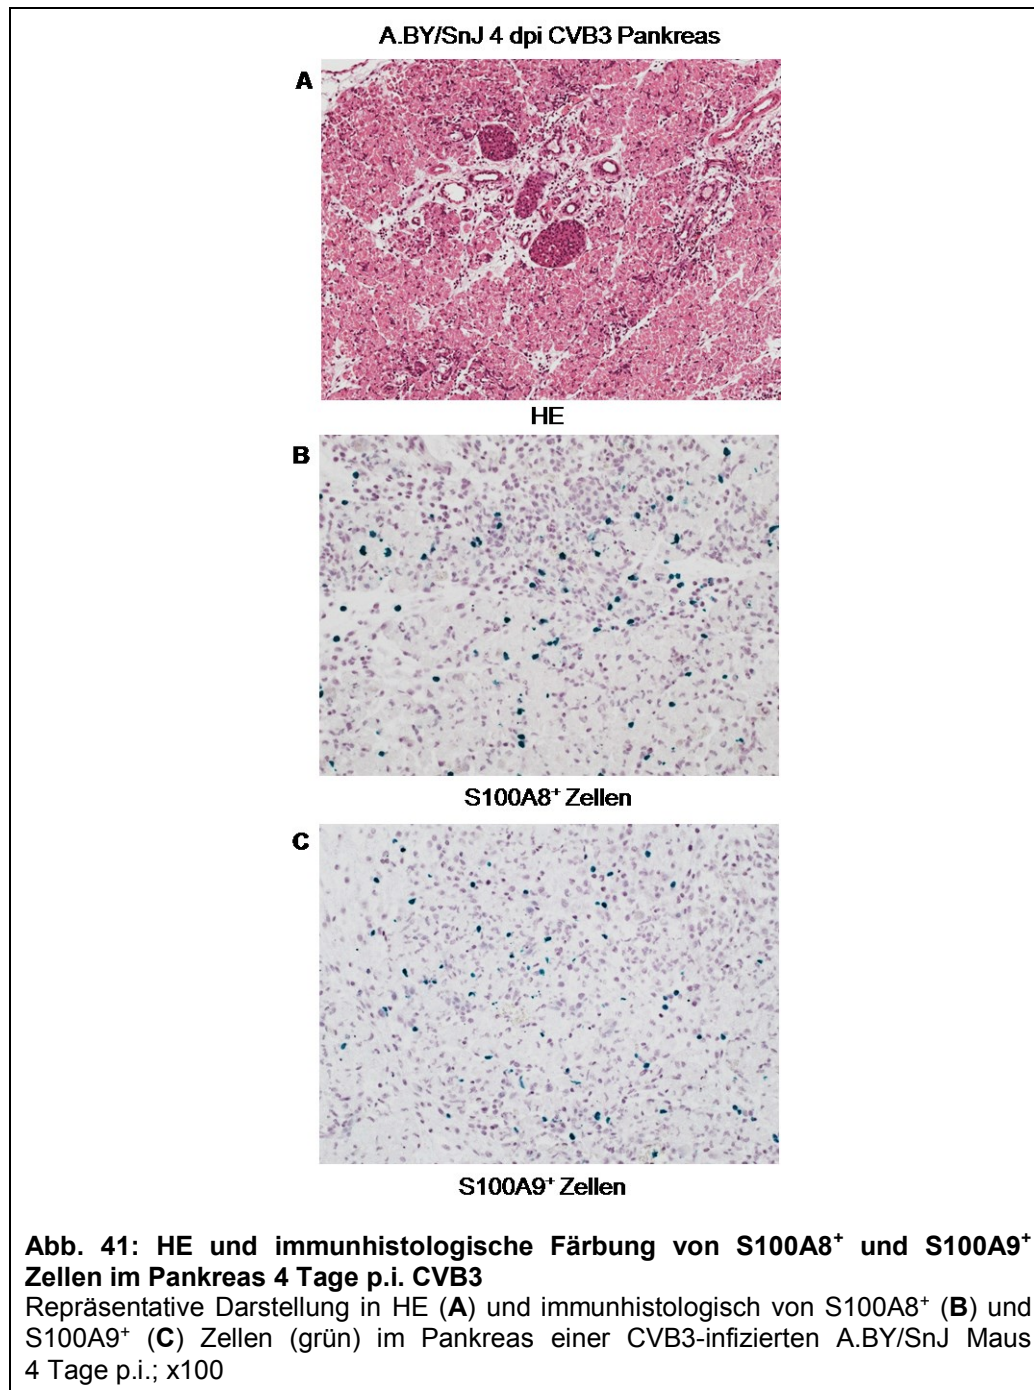 A.BY/SnJ 4 dpi CVB3 Pankreas
A
HE
B
S100A8⁺ Zellen
C
S100A9⁺ Zellen
Abb. 41: HE und immunhistologische Färbung von S100A8⁺ und S100A9⁺
Zellen im Pankreas 4 Tage p.i. CVB3
Repräsentative Darstellung in HE (A) und immunhistologisch von S100A8⁺ (B) und
S100A9⁺ (C) Zellen (grün) im Pankreas einer CVB3-infizierten A.BY/SnJ Maus
4 Tage p.i.; x100